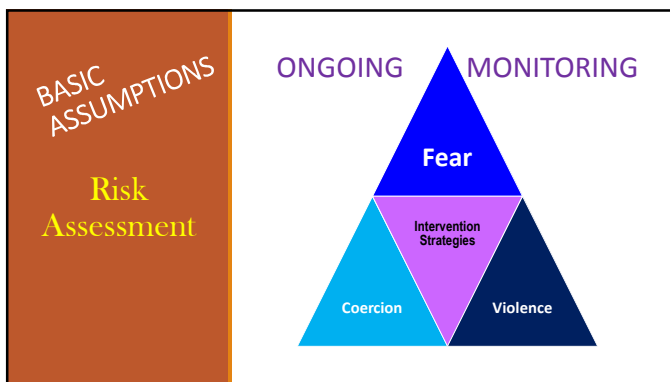 BASIC
ASSUMPTIONS
Risk
Assessment
ONGOING MONITORING
Fear
Intervention
Strategies
Coercion
Violence